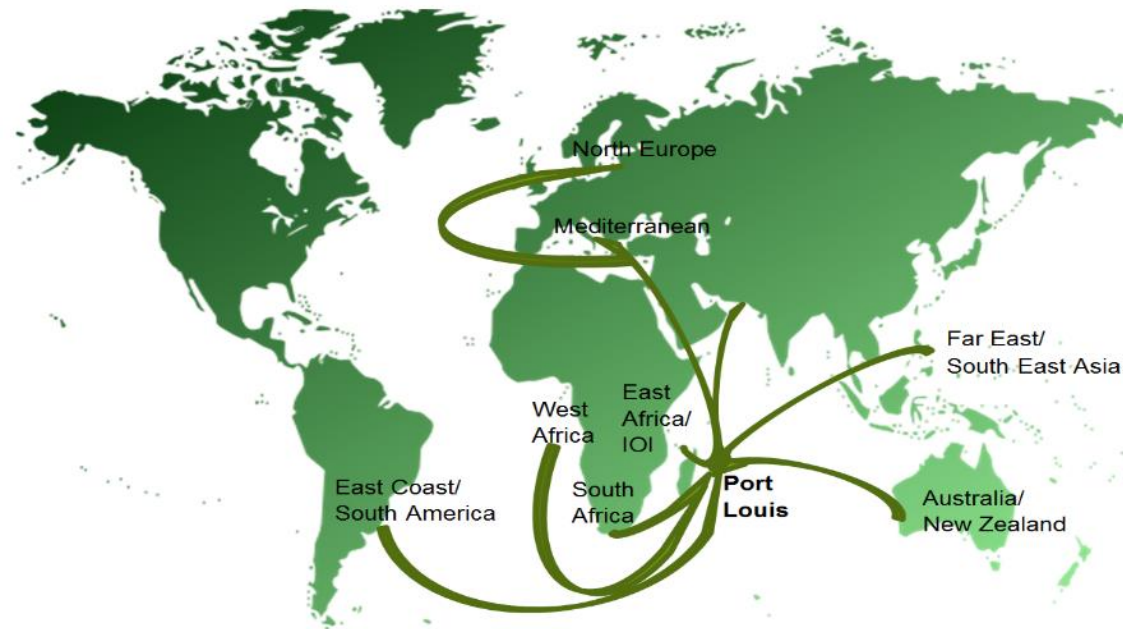 North Europe
Mediterranean
Far East/
South East Asia
East
Africa/
IOI
West
Africa
Port
Louis
South
Africa
East Coast/
South America
Australia/
New Zealand